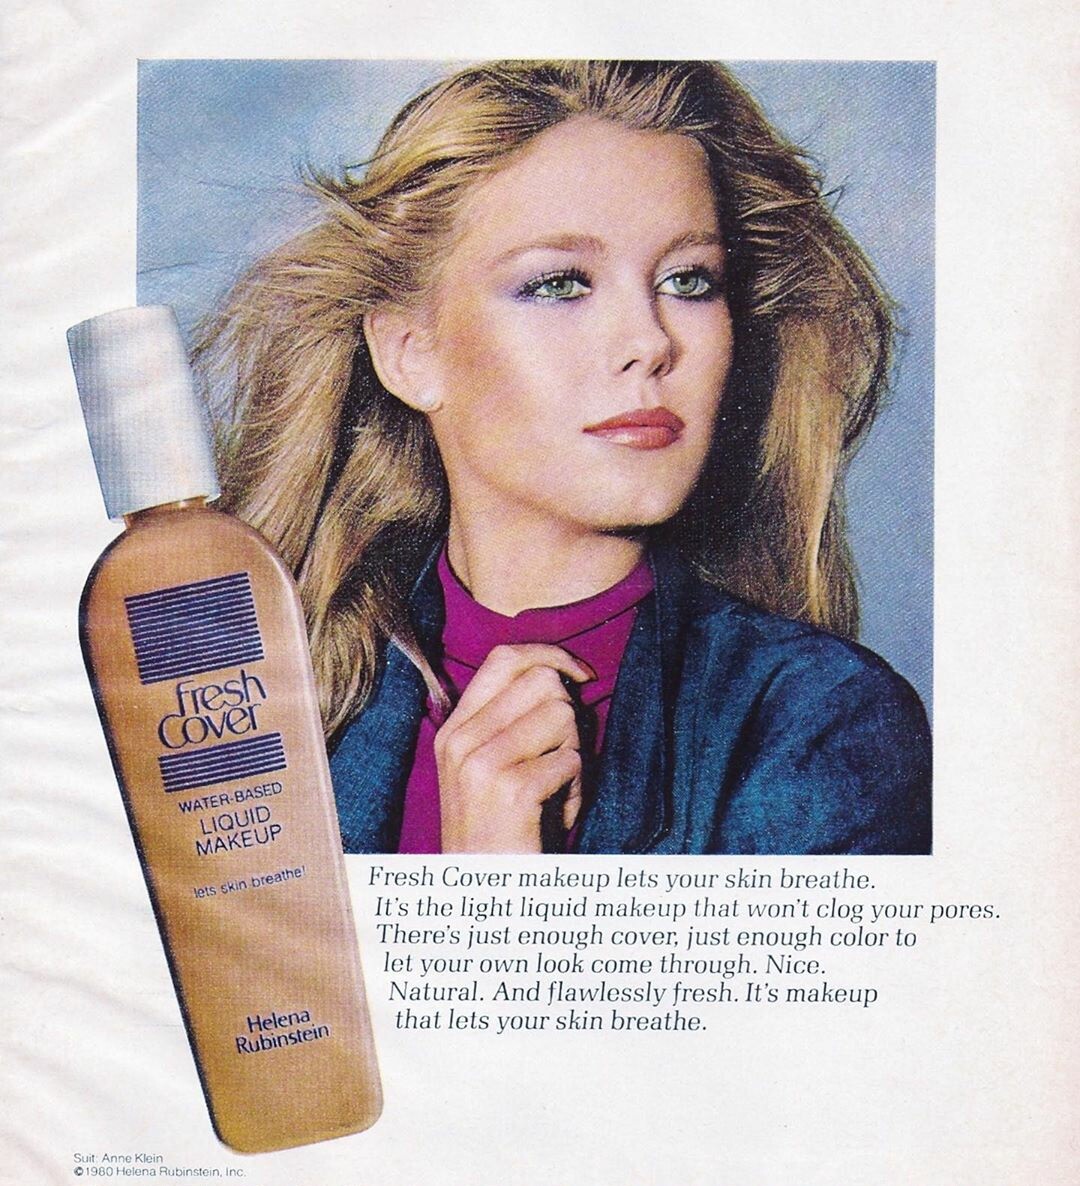 fresh
cover
WATER-BASED
LIQUID
MAKEUP
lets skin breathe!
Helena
Rubinstein
Fresh Cover makeup lets your skin breathe.
It's the light liquid makeup that won't clog your pores.
There's just enough cover, just enough color to
let your own look come through. Nice.
Natural. And flawlessly fresh. It's makeup
that lets your skin breathe.
Suit: Anne Klein
©1980 Helena Rubinstein, Inc.